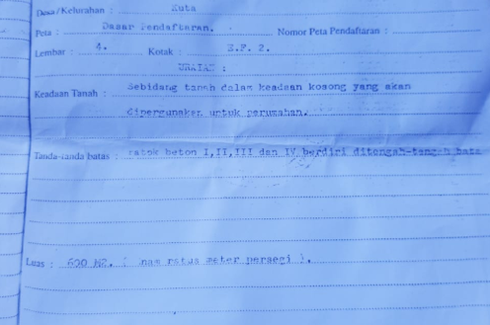 Desa / Kelurahan : Kuta
Peta : Dasar Pendaftaran. Nomor Peta Pendaftaran :
Lembar : 4. Kotak : E.F. 2.
URAIAN :
Keadaan Tanah : Sebidang tanah dalam keadaan kosong yang akan
dipergunakan untuk perumahan.
Tanda-tanda batas : Patok beton I,II,III dan IV berdiri ditengah-tengah bata
Luas : 600 M2. ( enam ratus meter persegi ).